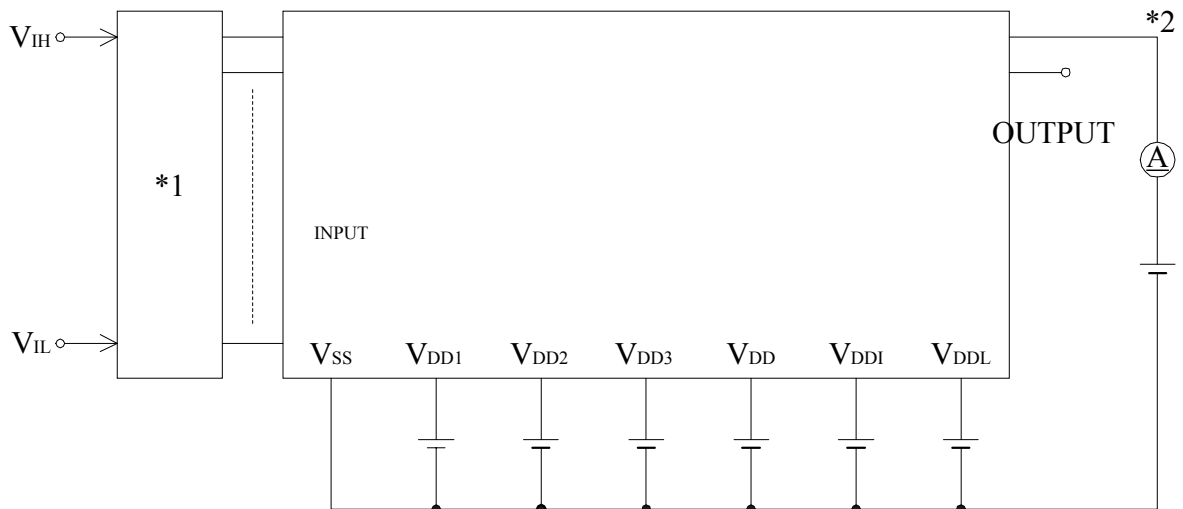 *2
VIH
OUTPUT
A
*1
INPUT
VIL
VSS VDD1 VDD2 VDD3 VDD VDDI VDDL